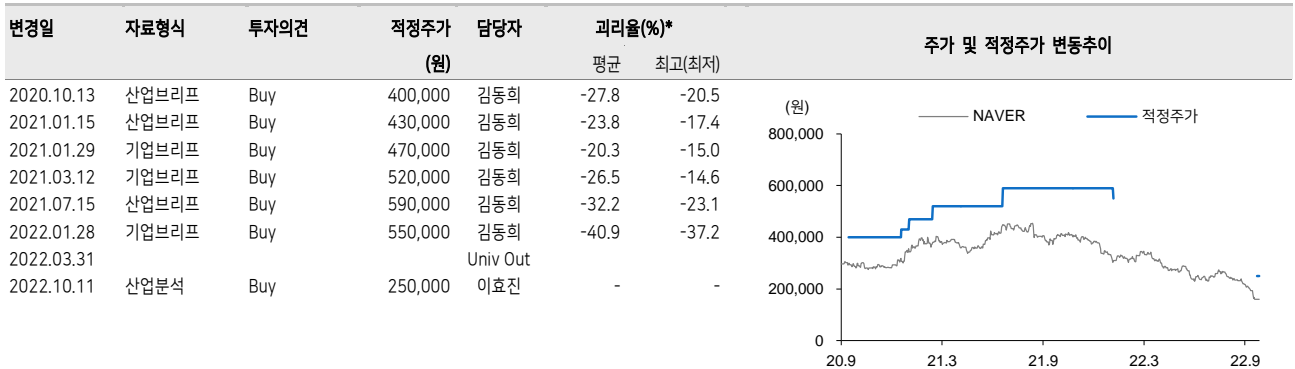 변경일 자료형식 투자의견 적정주가 담당자 괴리율(%)* 주가 및 적정주가 변동추이
(원) 평균 최고(최저)
2020.10.13 산업브리프 Buy 400,000 김동희 -27.8 -20.5
2021.01.15 산업브리프 Buy 430,000 김동희 -23.8 -17.4
2021.01.29 기업브리프 Buy 470,000 김동희 -20.3 -15.0
2021.03.12 기업브리프 Buy 520,000 김동희 -26.5 -14.6
2021.07.15 산업브리프 Buy 590,000 김동희 -32.2 -23.1
2022.01.28 기업브리프 Buy 550,000 김동희 -40.9 -37.2
2022.03.31 Univ Out
2022.10.11 산업분석 Buy 250,000 이효진 - -
(원) NAVER 적정주가
800,000
600,000
400,000
200,000
0
20.9 21.3 21.9 22.3 22.9